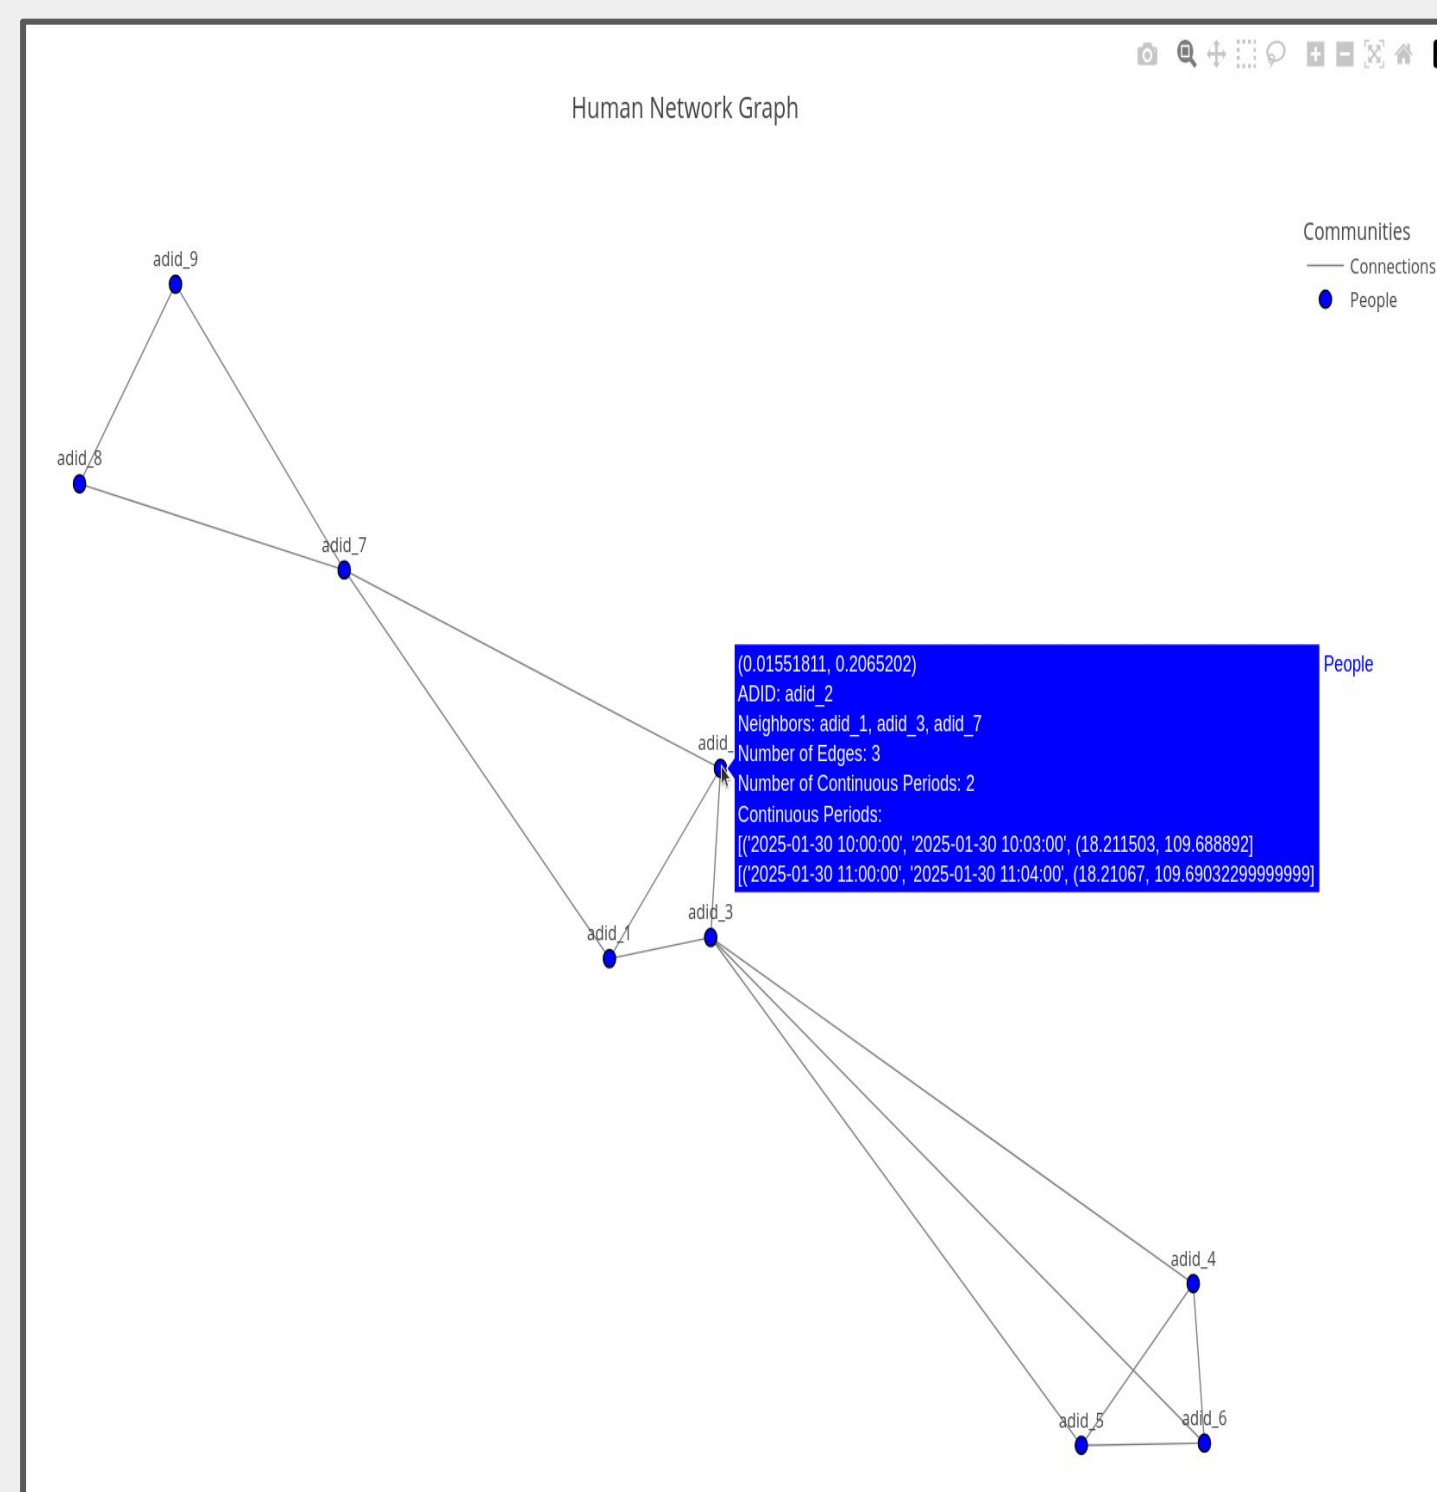 Human Network Graph
Communities
Connections
People
adid_9
adid_8
adid_7
adid_
(0.01551811, 0.2065202)
ADID: adid_2
Neighbors: adid_1, adid_3, adid_7
Number of Edges: 3
Number of Continuous Periods: 2
Continuous Periods:
[('2025-01-30 10:00:00', '2025-01-30 10:03:00', (18.211503, 109.688892]
[('2025-01-30 11:00:00', '2025-01-30 11:04:00', (18.21067, 109.69032299999999]
People
adid_3
adid_1
adid_4
adid_5
adid_6